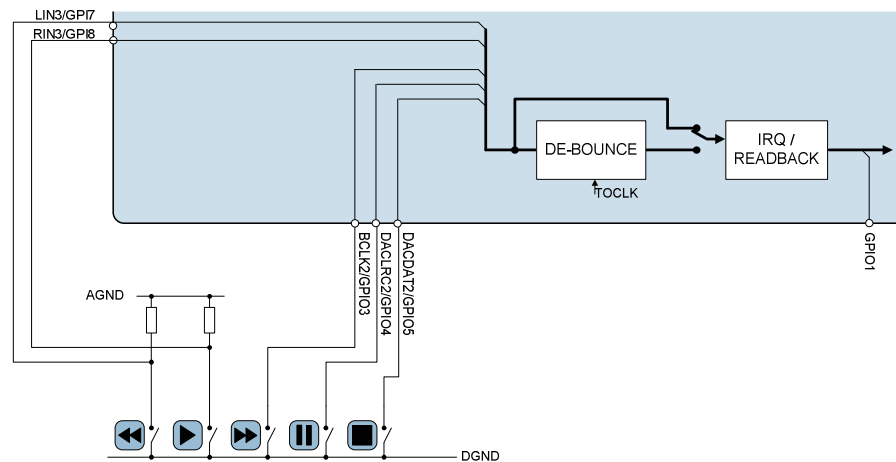 LIN3/GPI7
RIN3/GPI8
DE-BOUNCE
IRQ /
READBACK
TOCLK
BCLK2/GPIO3
DACLRC2/GPIO4
DACDAT2/GPIO5
GPIO1
AGND
DGND